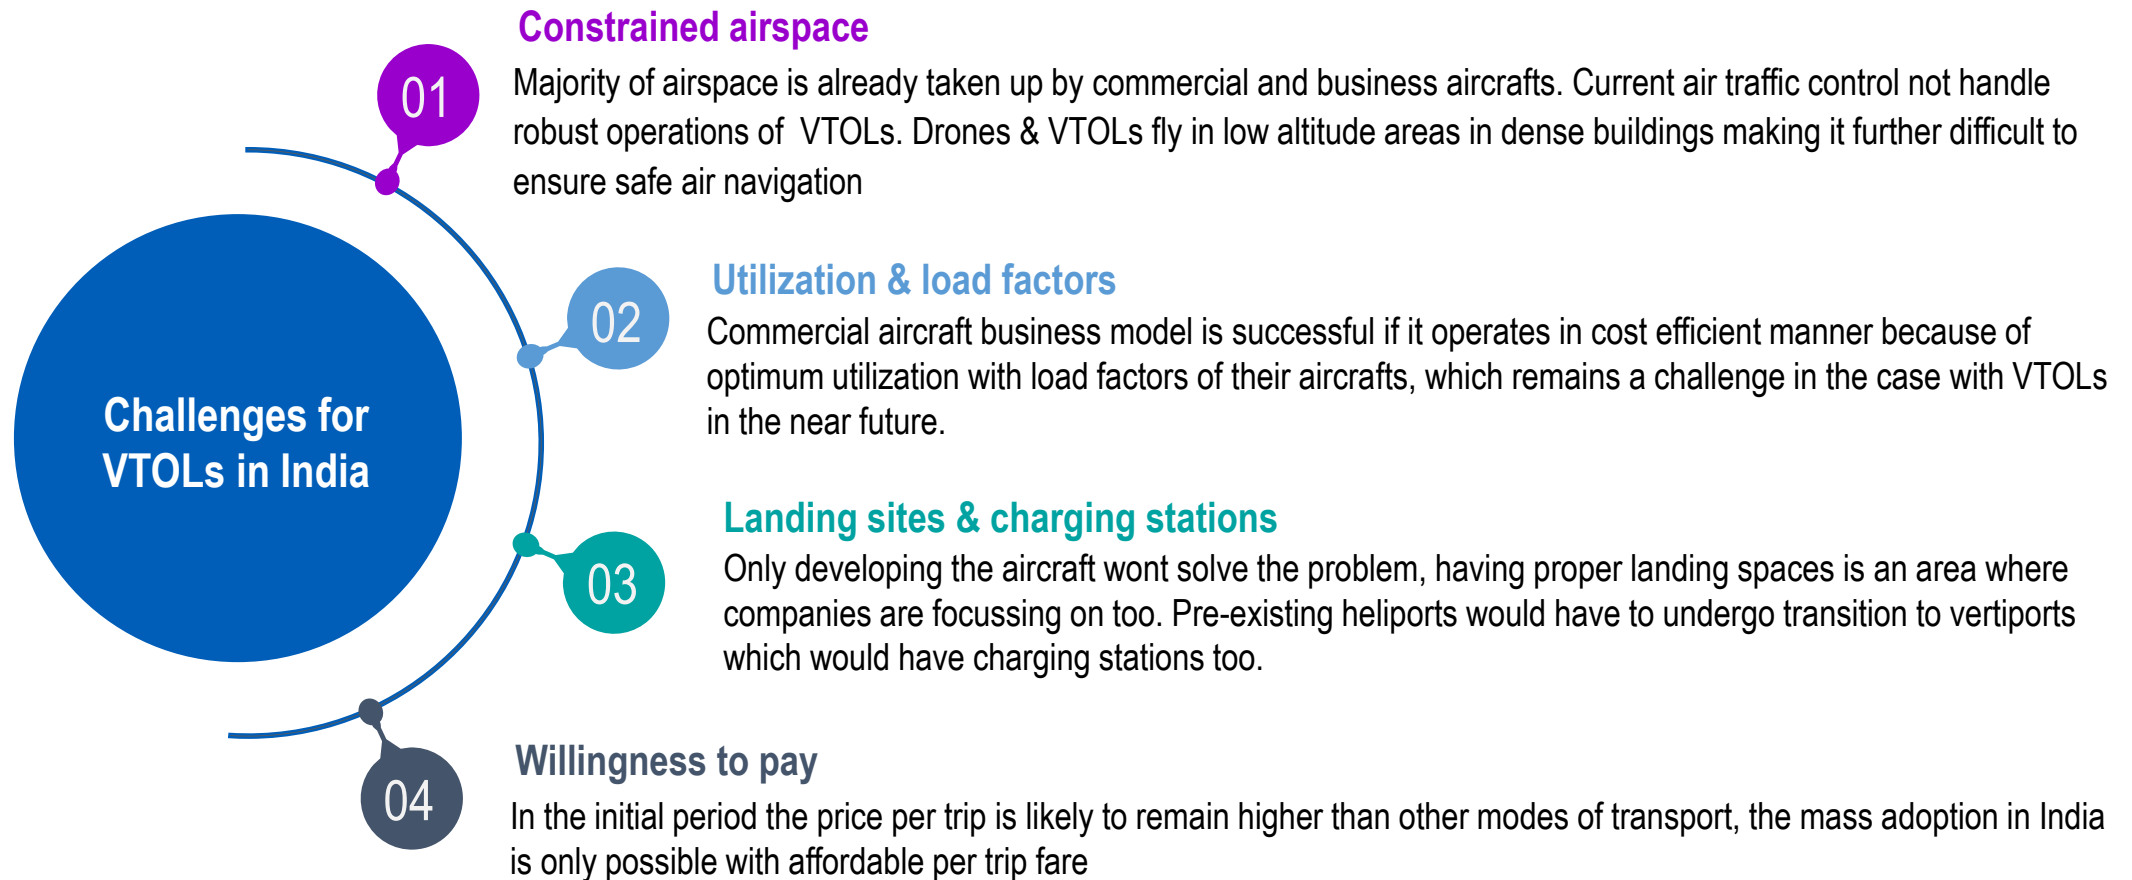 Challenges for
VTOLs in India
01
Constrained airspace
Majority of airspace is already taken up by commercial and business aircrafts. Current air traffic control not handle
robust operations of  VTOLs. Drones & VTOLs fly in low altitude areas in dense buildings making it further difficult to
ensure safe air navigation
02
Utilization & load factors
Commercial aircraft business model is successful if it operates in cost efficient manner because of
optimum utilization with load factors of their aircrafts, which remains a challenge in the case with VTOLs
in the near future.
03
Landing sites & charging stations
Only developing the aircraft wont solve the problem, having proper landing spaces is an area where
companies are focussing on too. Pre-existing heliports would have to undergo transition to vertiports
which would have charging stations too.
04
Willingness to pay
In the initial period the price per trip is likely to remain higher than other modes of transport, the mass adoption in India
is only possible with affordable per trip fare